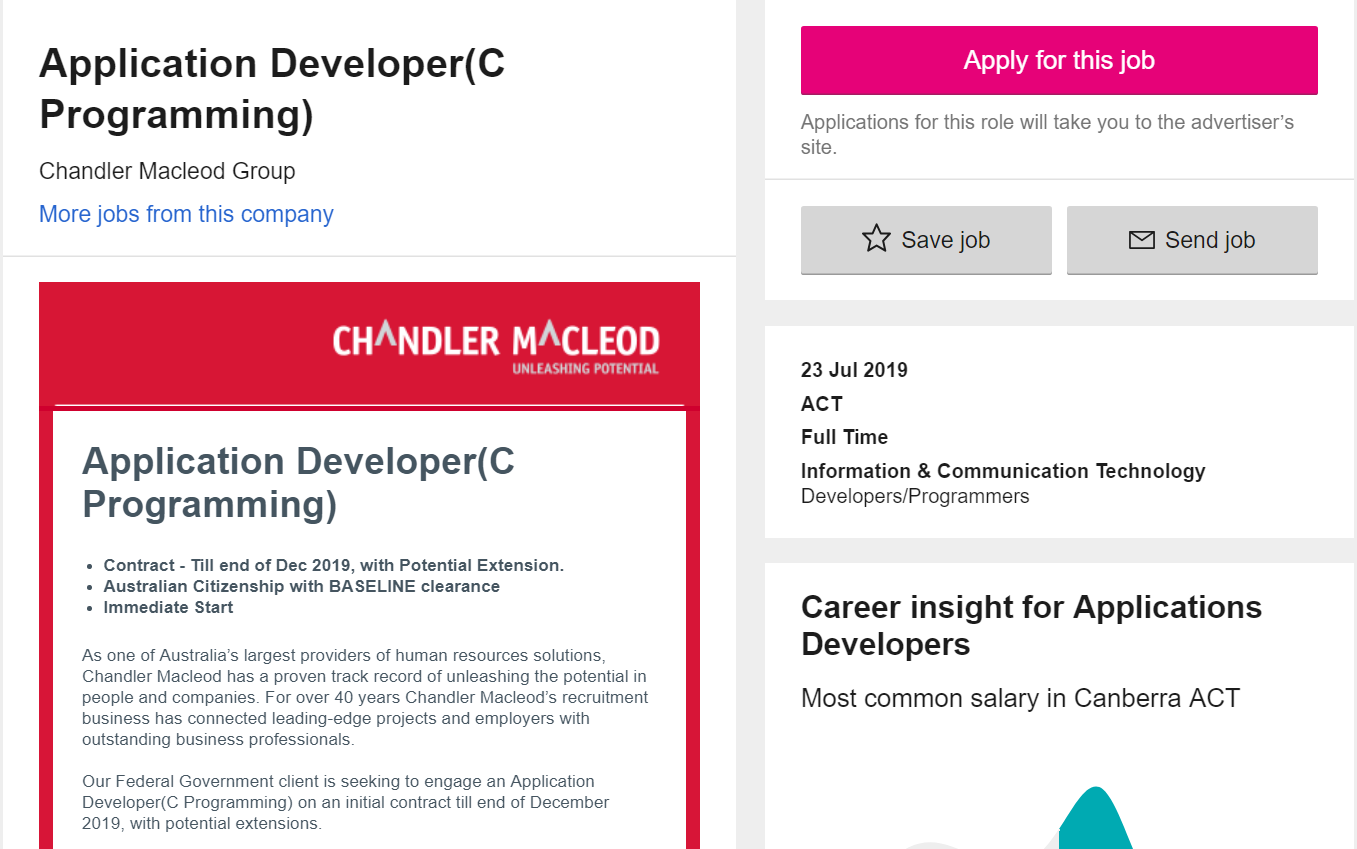 Application Developer(C
Programming)
Chandler Macleod Group
More jobs from this company
CHANDLER MACLEOD
UNLEASHING POTENTIAL
Application Developer(C
Programming)
• Contract - Till end of Dec 2019, with Potential Extension.
• Australian Citizenship with BASELINE clearance
• Immediate Start
As one of Australia’s largest providers of human resources solutions,
Chandler Macleod has a proven track record of unleashing the potential in
people and companies. For over 40 years Chandler Macleod’s recruitment
business has connected leading-edge projects and employers with
outstanding business professionals.
Our Federal Government client is seeking to engage an Application
Developer(C Programming) on an initial contract till end of December
2019, with potential extensions.
Apply for this job
Applications for this role will take you to the advertiser’s
site.
Save job
Send job
23 Jul 2019
ACT
Full Time
Information & Communication Technology
Developers/Programmers
Career insight for Applications
Developers
Most common salary in Canberra ACT